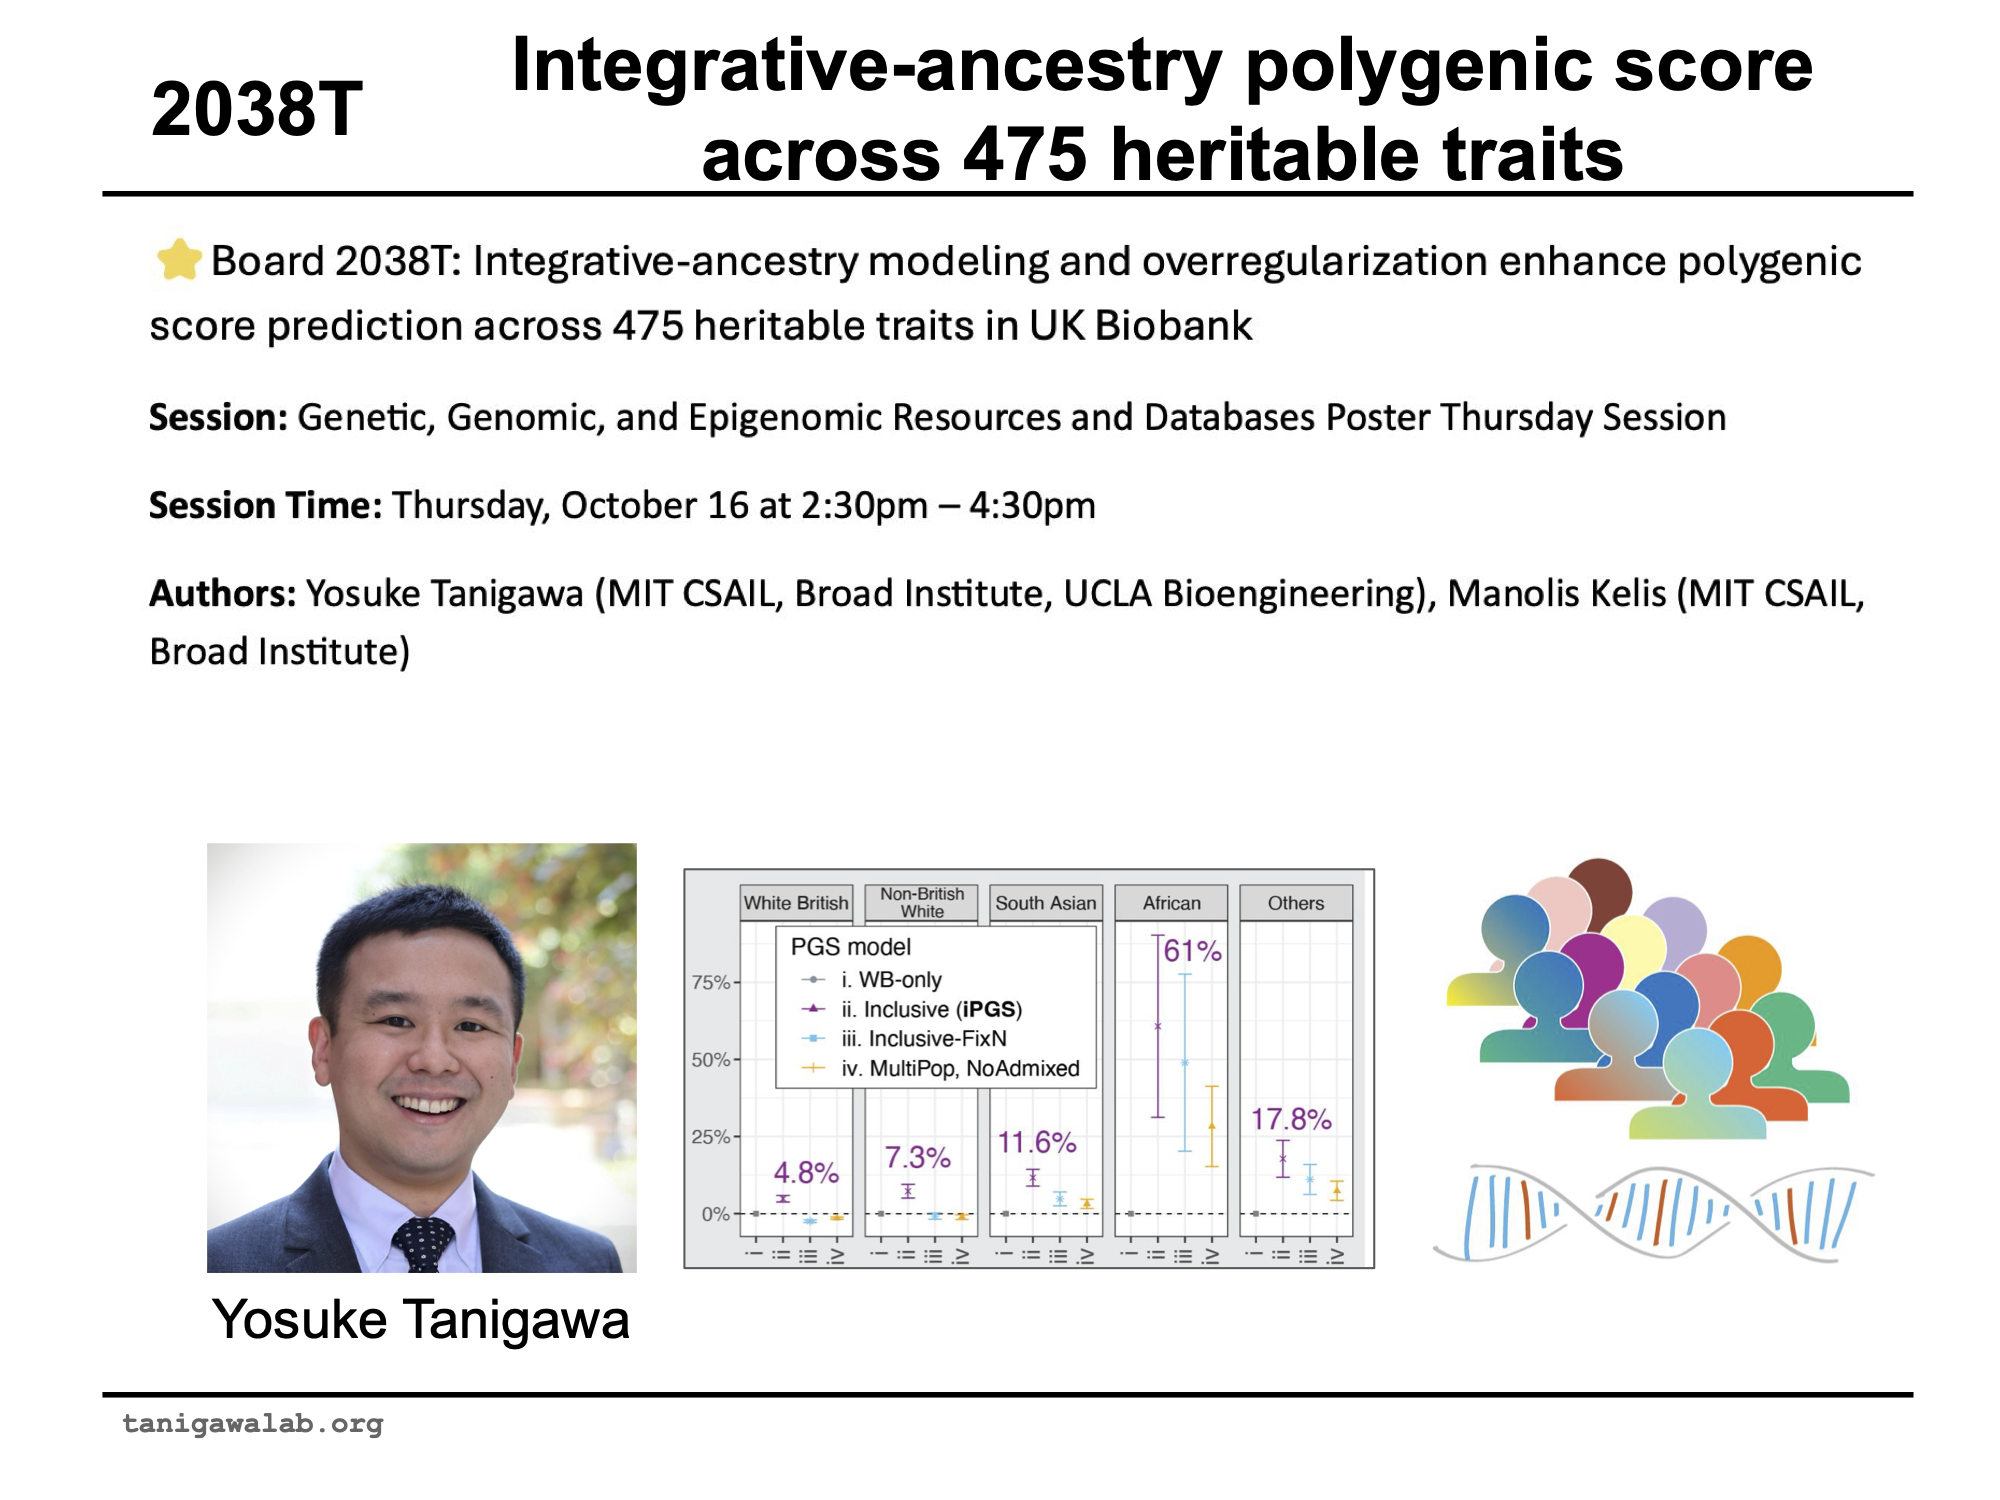 2038T
Integrative-ancestry polygenic score
across 475 heritable traits
Board 2038T: Integrative-ancestry modeling and overregularization enhance polygenic
score prediction across 475 heritable traits in UK Biobank
Session: Genetic, Genomic, and Epigenomic Resources and Databases Poster Thursday Session
Session Time: Thursday, October 16 at 2:30pm – 4:30pm
Authors: Yosuke Tanigawa (MIT CSAIL, Broad Institute, UCLA Bioengineering), Manolis Kelis (MIT CSAIL,
Broad Institute)
White British
Non-British
White
South Asian
African
Others
PGS model
i. WB-only
ii. Inclusive (iPGS)
iii. Inclusive-FixN
iv. MultiPop, NoAdmixed
75%
50%
25%
0%
4.8%
7.3%
11.6%
61%
17.8%
i
ii
iii
iv
i
ii
iii
iv
i
ii
iii
iv
i
ii
iii
iv
i
ii
iii
iv
Yosuke Tanigawa
tanigawalab.org